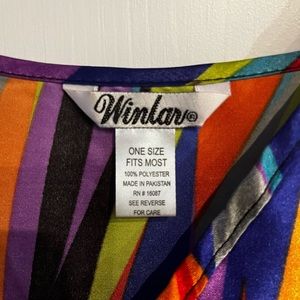 Winlar®
ONE SIZE
FITS MOST
100% POLYESTER
MADE IN PAKISTAN
RN # 16087
SEE REVERSE
FOR CARE